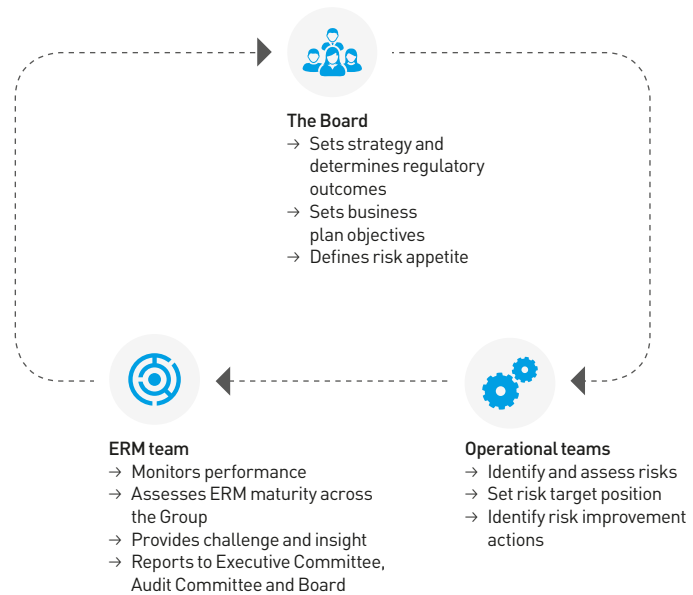 The Board
→ Sets strategy and
determines regulatory
outcomes
→ Sets business
plan objectives
→ Defines risk appetite
ERM team
→ Monitors performance
→ Assesses ERM maturity across
the Group
→ Provides challenge and insight
→ Reports to Executive Committee,
Audit Committee and Board
Operational teams
→ Identify and assess risks
→ Set risk target position
→ Identify risk improvement
actions